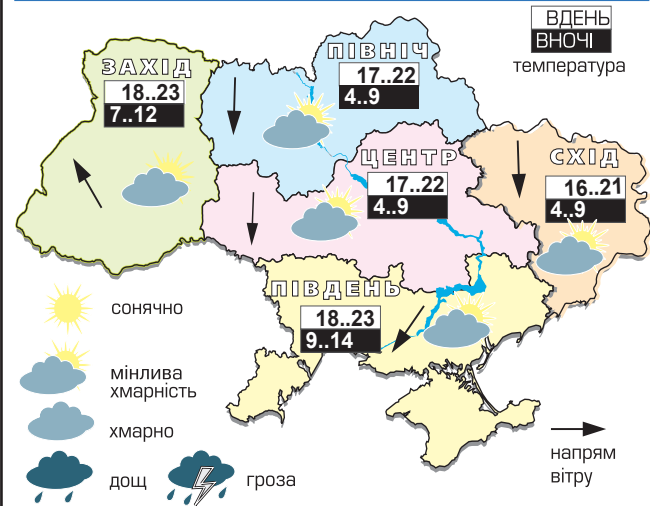 ВДЕНЬ
ВНОЧІ
температура
ЗАХІД
18..23
7..12
ПІВНІЧ
17..22
4..9
ЦЕНТР
17..22
4..9
СХІД
16..21
4..9
ПІВДЕНЬ
18..23
9..14
сонячно
мінлива
хмарність
хмарно
дощ
гроза
напрям
вітру